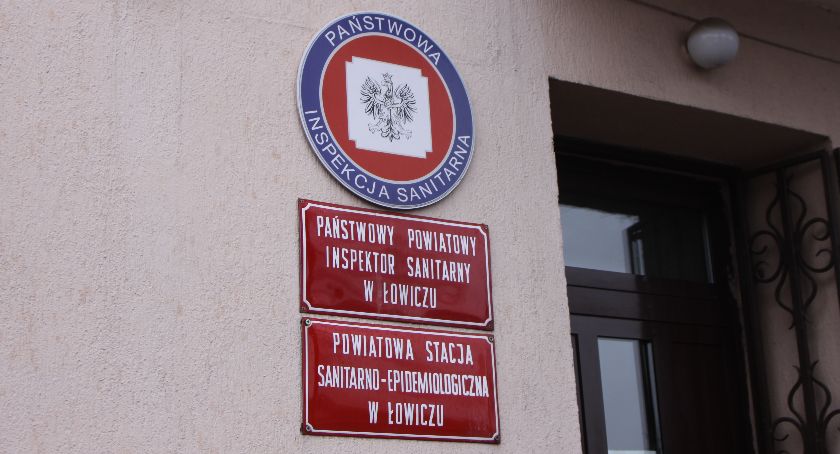 PAŃSTWOWA
INSPEKCJA SANITARNA
PAŃSTWOWY POWIATOWY
INSPEKTOR SANITARNY
W ŁOWICZU
POWIATOWA STACJA
SANITARNO-EPIDEMIOLOGICZNA
W ŁOWICZU